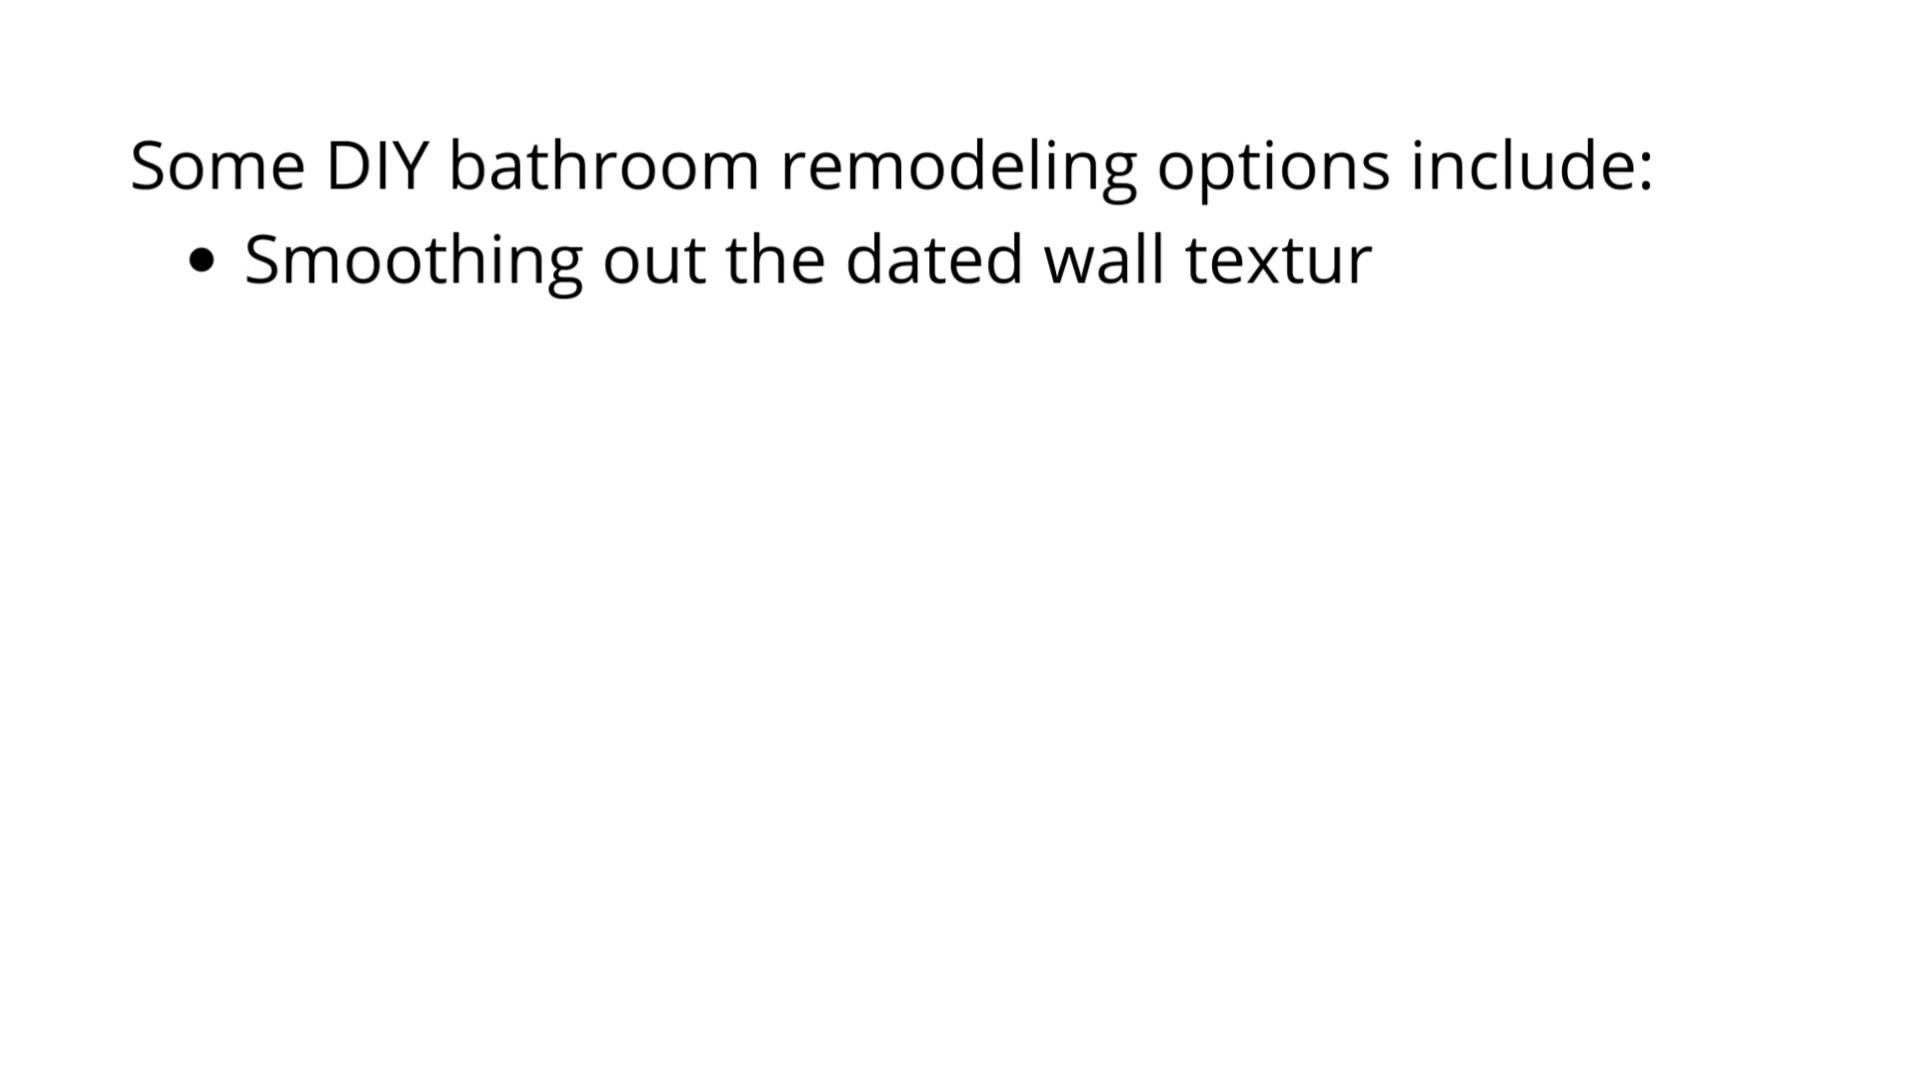 Some DIY bathroom remodeling options include:
• Smoothing out the dated wall textur